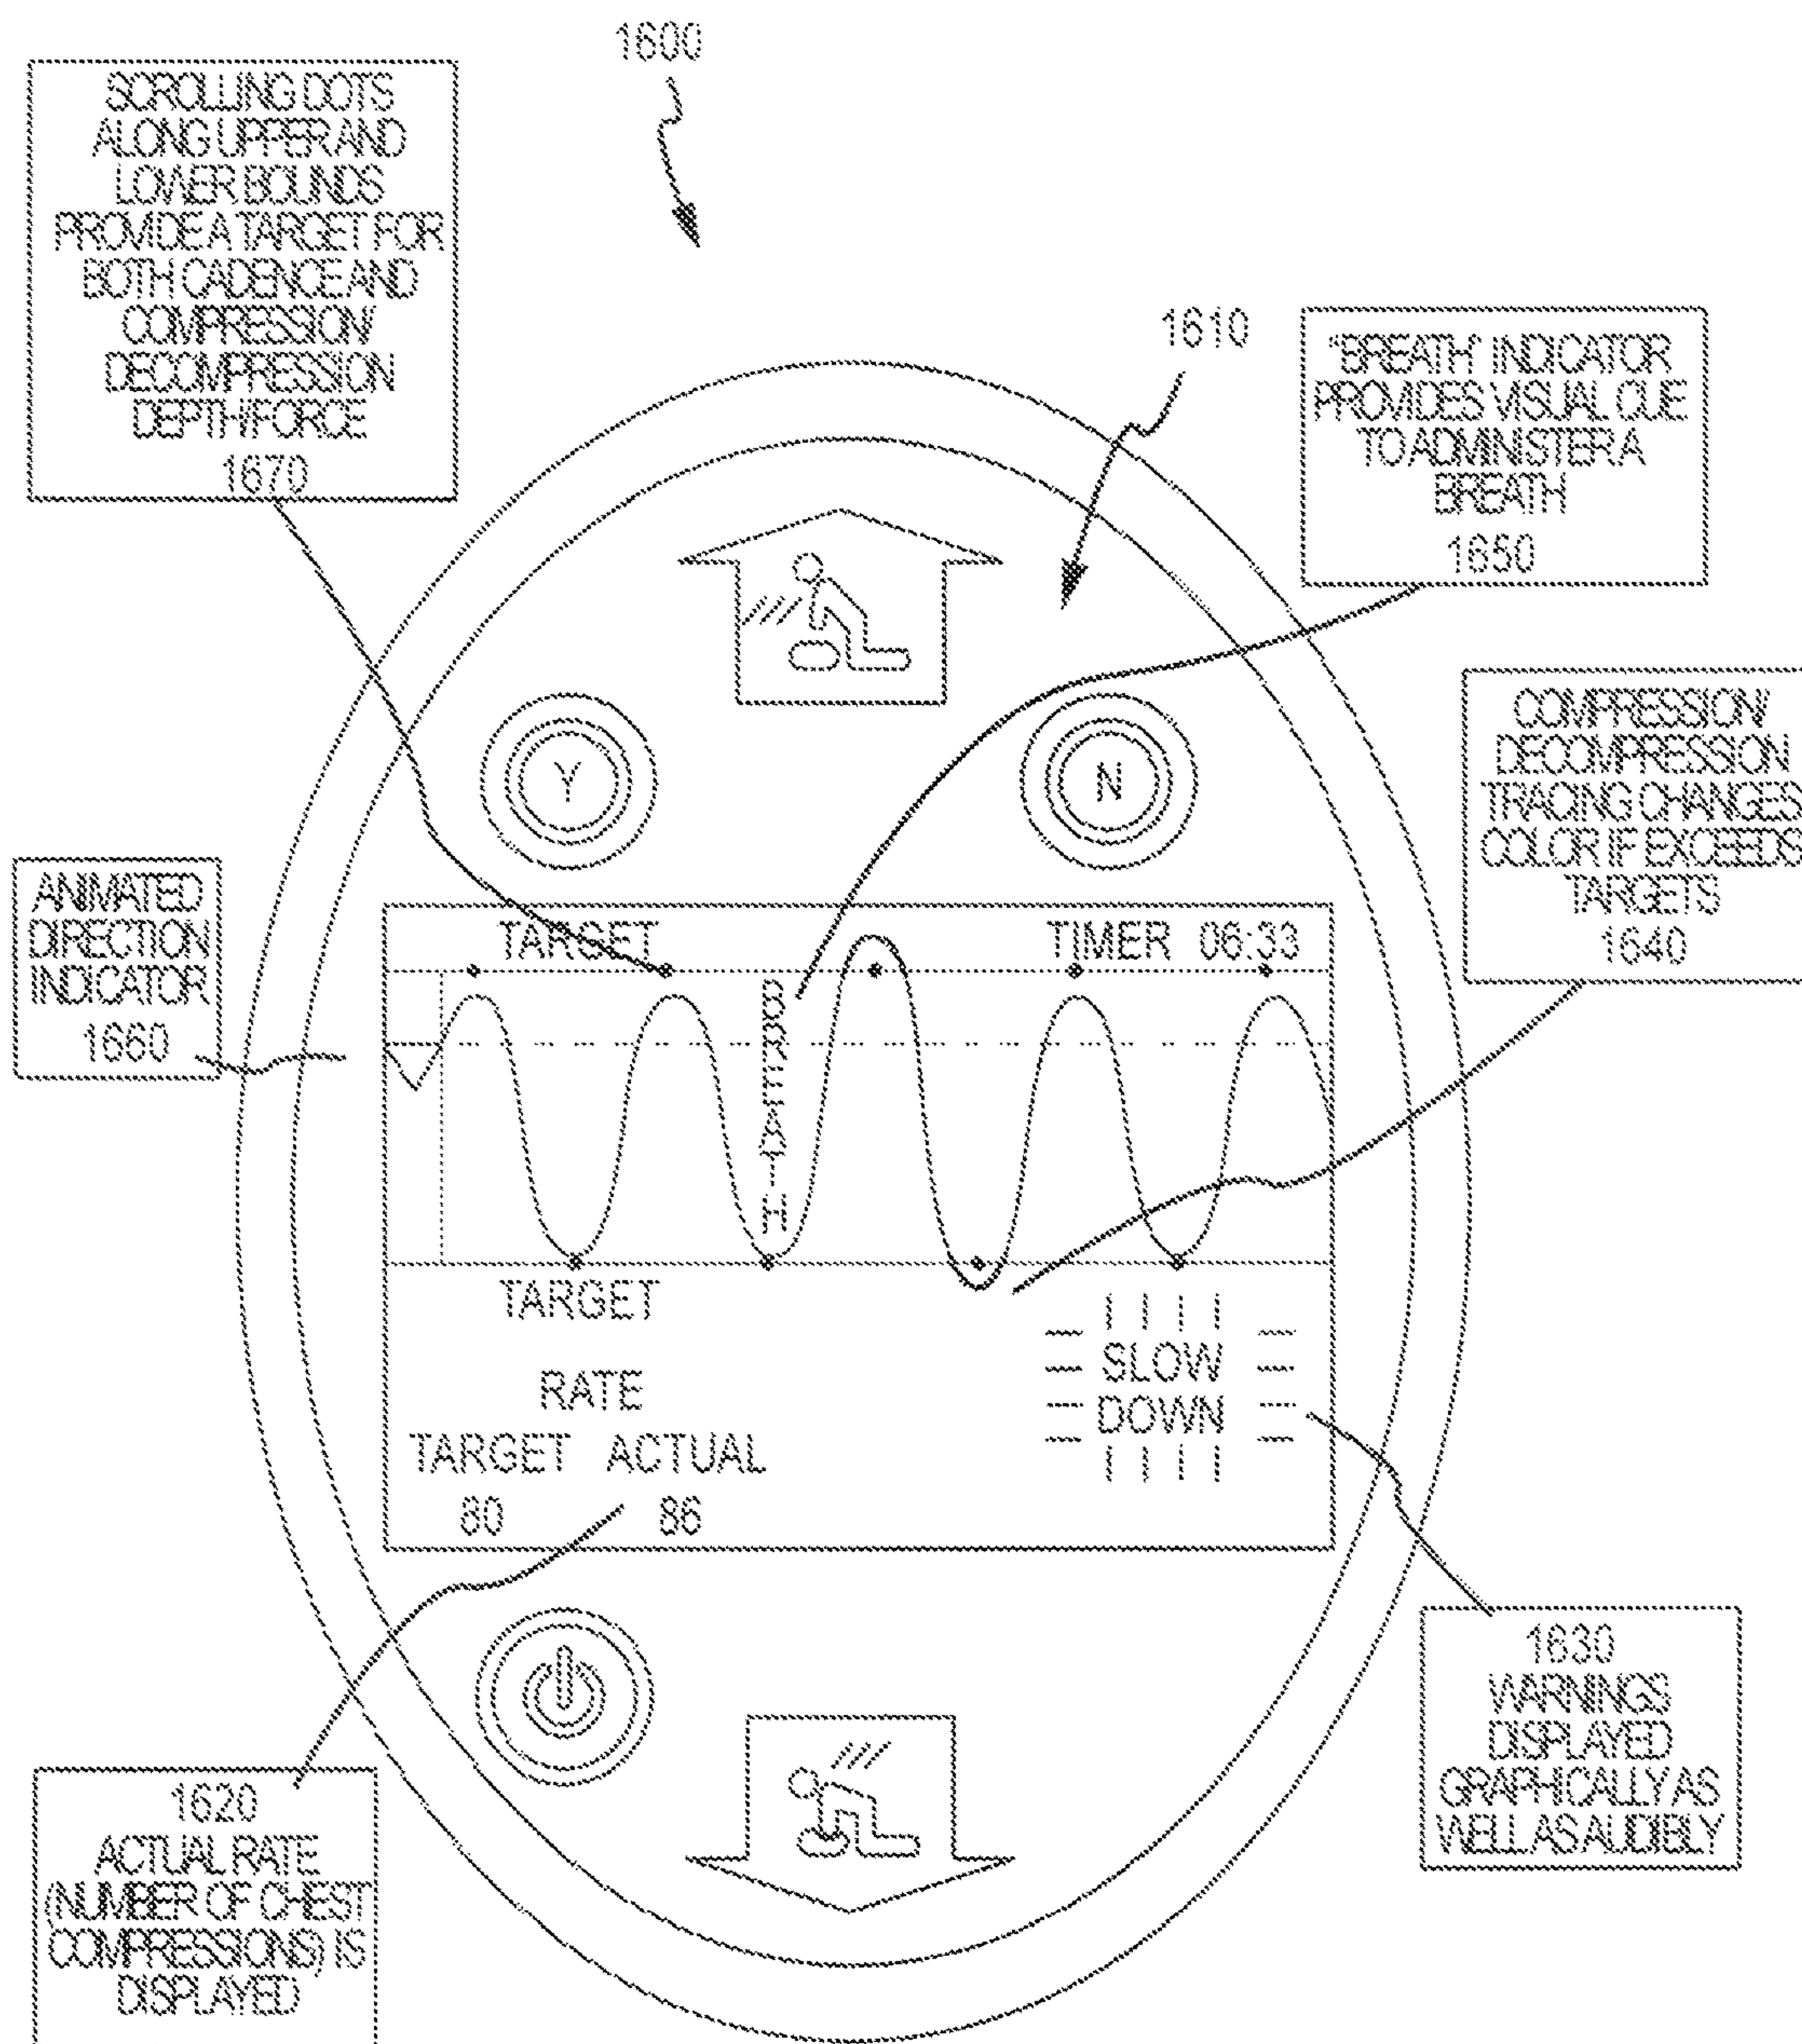 1600
SCROLLING DOTS
ALONG UPPER AND
LOWER BOUNDS
PROVIDE A TARGET FOR
BOTH CADENCE AND
COMPRESSION/
DECOMPRESSION
DEPTH/FORCE
1670
1610
"BREATH" INDICATOR
PROVIDES VISUAL CUE
TO ADMINISTER A
BREATH
1650
COMPRESSION/
DECOMPRESSION
TRACING CHANGES
COLOR IF EXCEEDS
TARGETS
1640
Y
N
ANIMATED
DIRECTION
INDICATOR
1660
TARGET
TIMER 06:33
BREATH
TARGET
SLOW
DOWN
RATE
TARGET ACTUAL
80 86
1630
WARNINGS
DISPLAYED
GRAPHICALLY AS
WELL AS AUDIBLY
1620
ACTUAL RATE
(NUMBER OF CHEST
COMPRESSIONS) IS
DISPLAYED